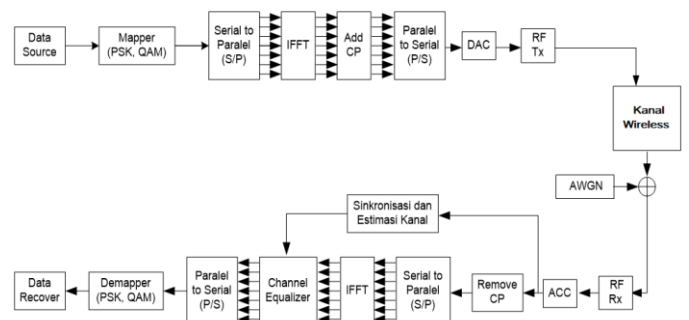 Data
Source
Mapper
(PSK, QAM)
Serial to
Paralel
(S/P)
IFFT
Add
CP
Paralel
to Serial
(P/S)
DAC
RF
Tx
Kanal
Wireless
AWGN
Sinkronisasi dan
Estimasi Kanal
Data
Recover
Demapper
(PSK, QAM)
Paralel
to Serial
(P/S)
Channel
Equalizer
IFFT
Serial to
Paralel
(S/P)
Remove
CP
ACC
RF
Rx